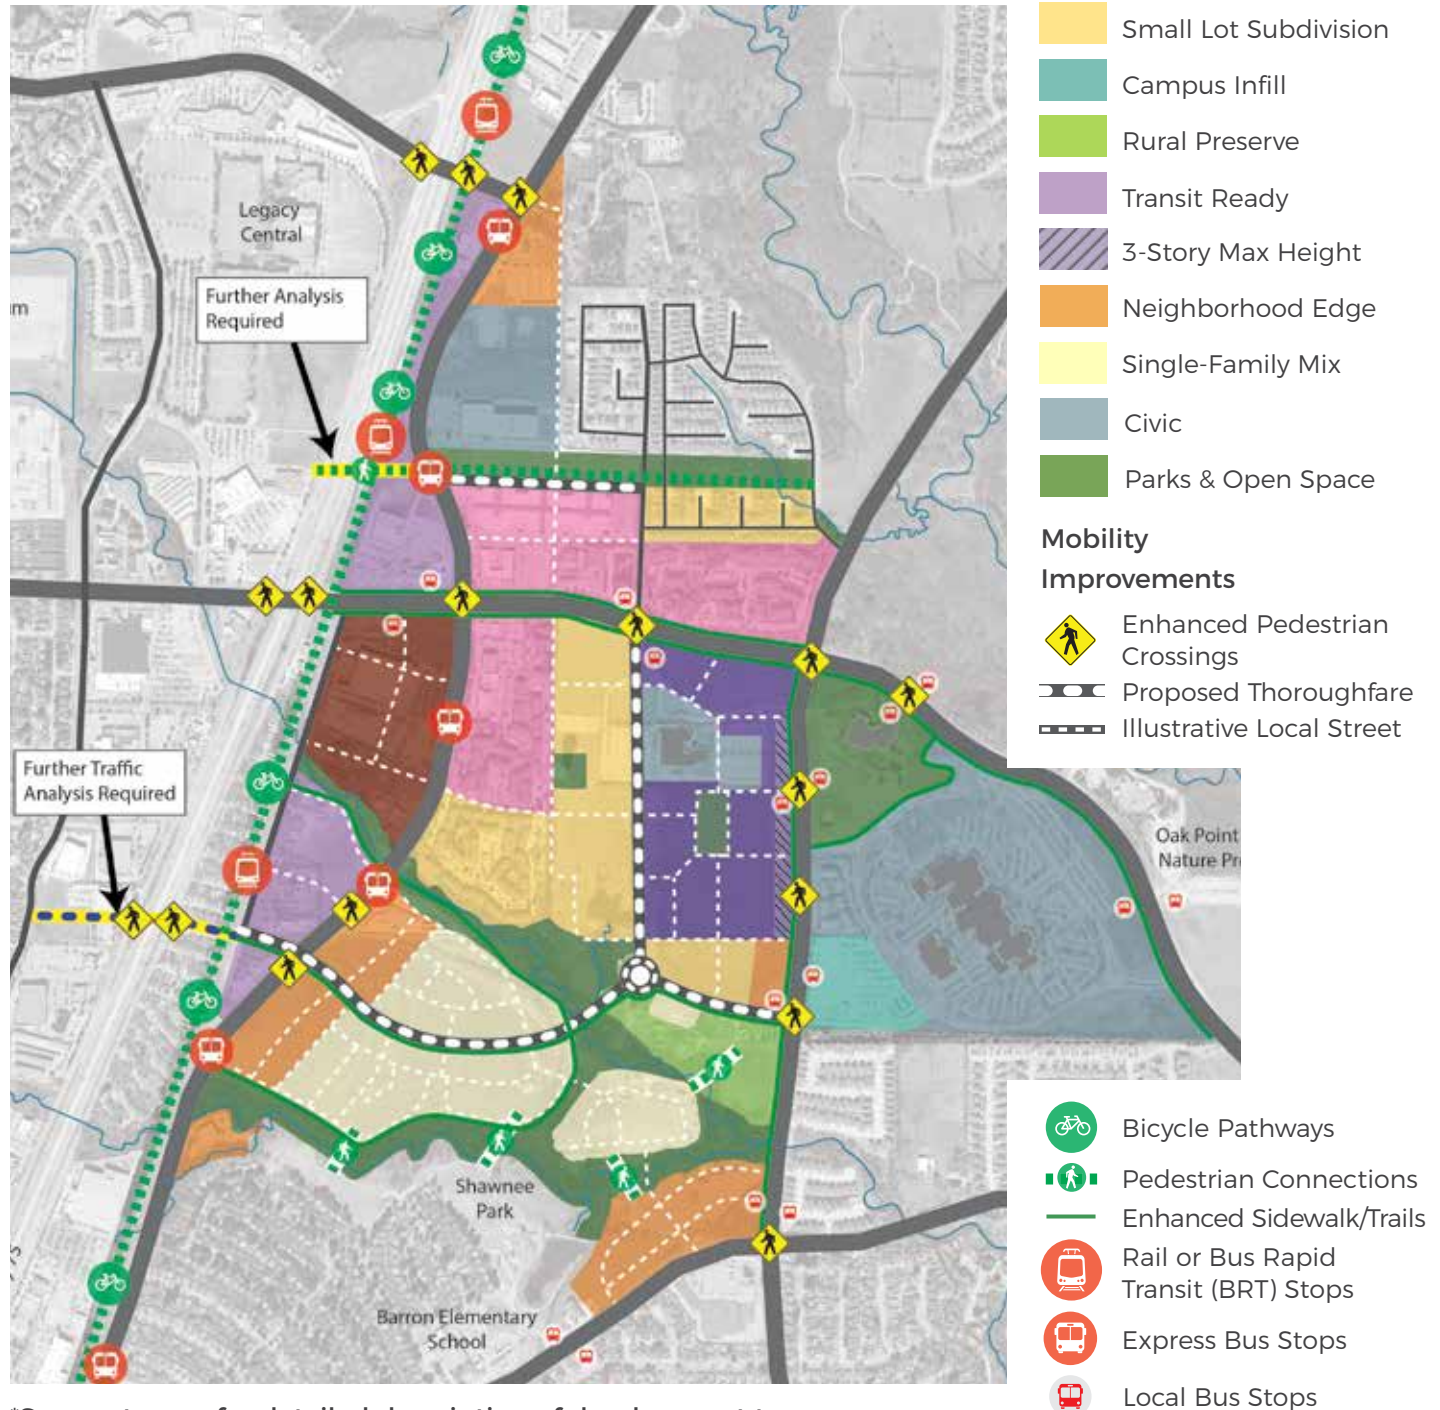 Legacy
Central
Further Analysis
Required
m
Further Traffic
Analysis Required
Oak Point
Nature Pr
Shawnee
Park
Barron Elementary
School
Small Lot Subdivision
Campus Infill
Rural Preserve
Transit Ready
3-Story Max Height
Neighborhood Edge
Single-Family Mix
Civic
Parks & Open Space
Mobility
Improvements
Enhanced Pedestrian
Crossings
Proposed Thoroughfare
Illustrative Local Street
Bicycle Pathways
Pedestrian Connections
Enhanced Sidewalk/Trails
Rail or Bus Rapid
Transit (BRT) Stops
Express Bus Stops
Local Bus Stops